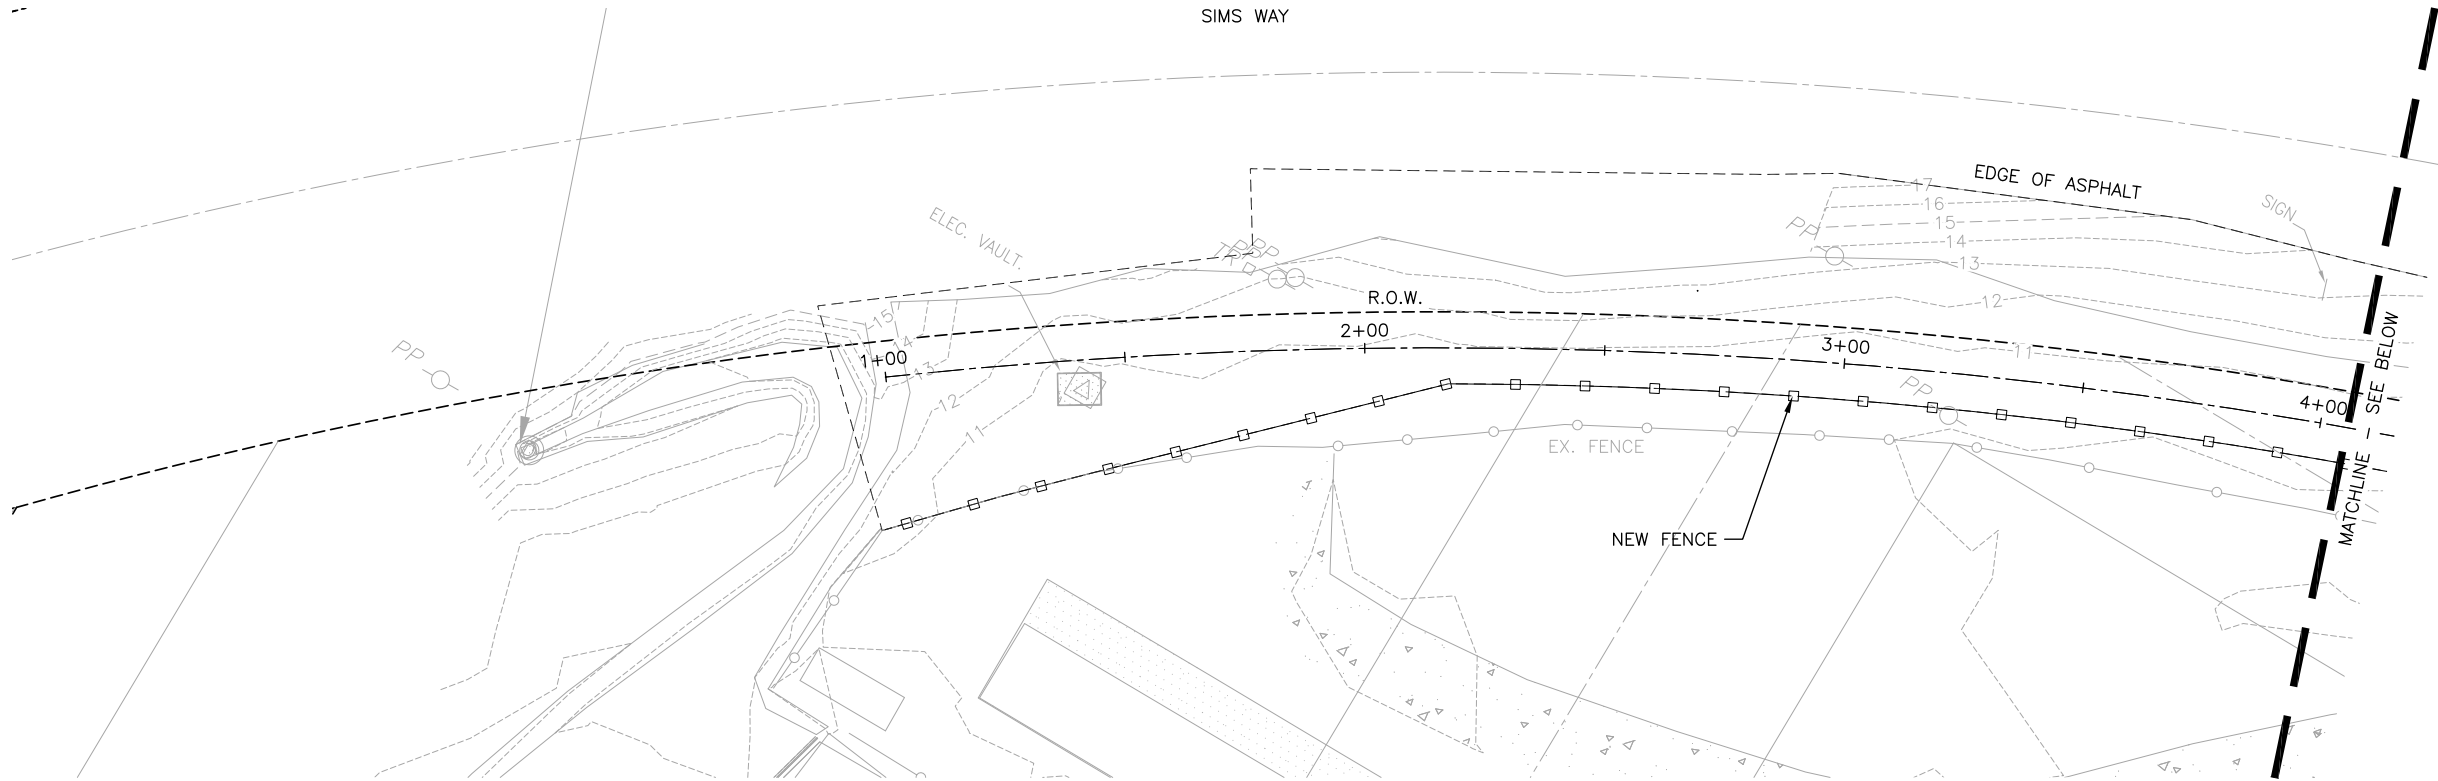 SIMS WAY
EDGE OF ASPHALT
17
16
15
14
13
12
11
SIGN
ELEC. VAULT.
PP
R.O.W.
15
14
13
12
11
1+00
2+00
3+00
4+00
PP
PP
EX. FENCE
NEW FENCE
MATCHLINE - SEE BELOW